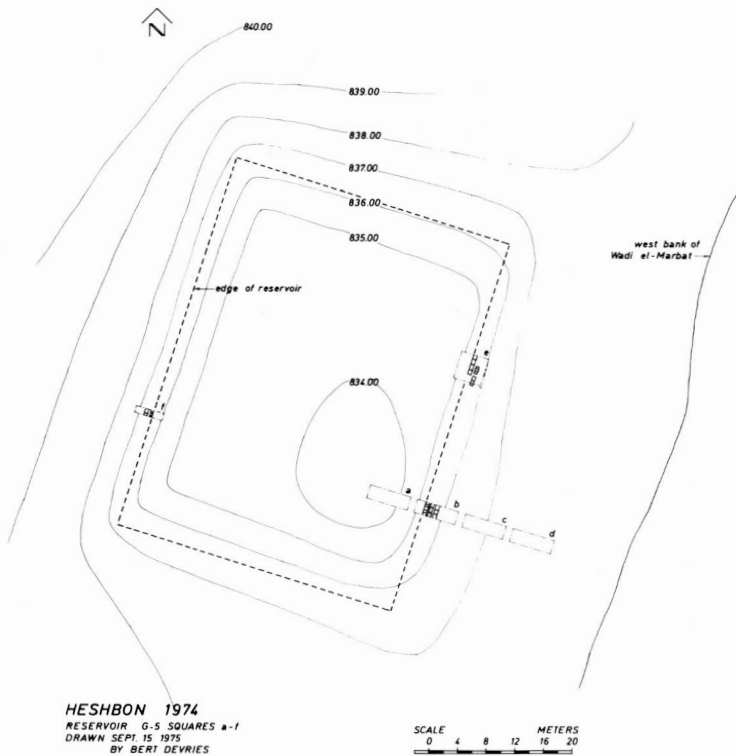 N
840.00
839.00
838.00
837.00
836.00
835.00
west bank of
Wadi el-Marbat
edge of reservoir
e
834.00
f
a
b
c
d
HESHBON 1974
RESERVOIR G-5 SQUARES a-f
DRAWN SEPT. 15 1975
BY BERT DEVRIES
SCALE METERS
0 4 8 12 16 20